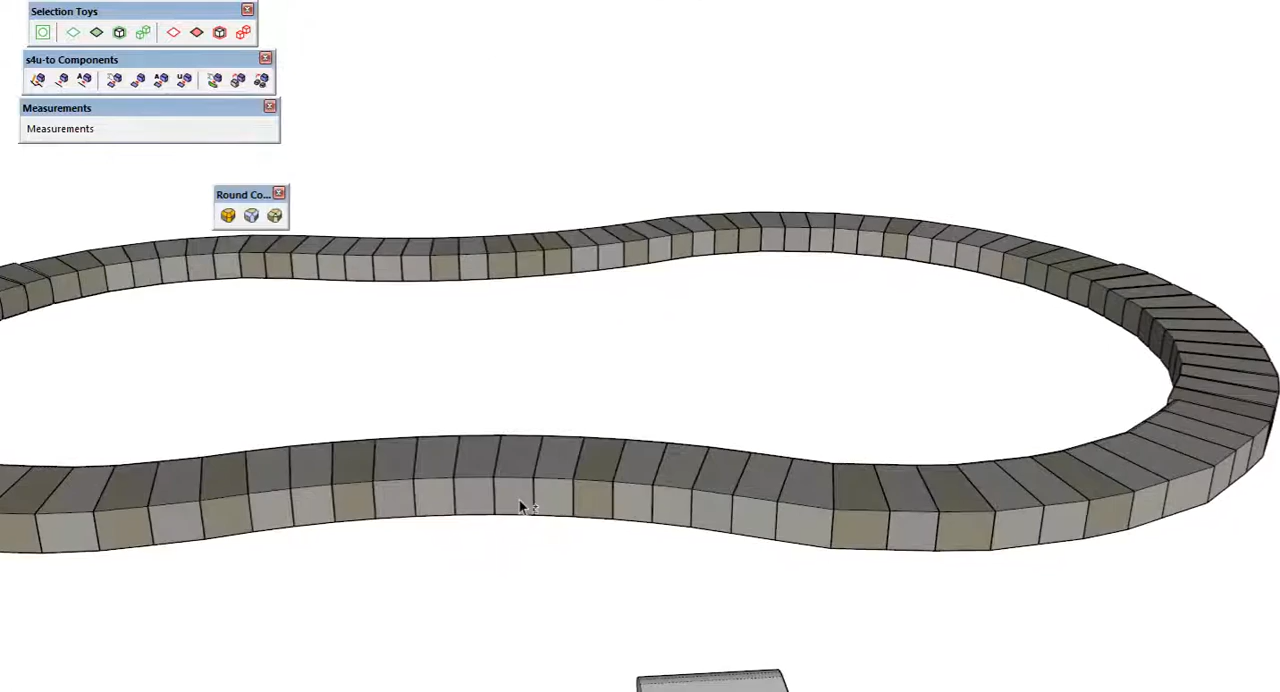 Selection Toys
s4u-to Components
Measurements
Measurements
Round Co...